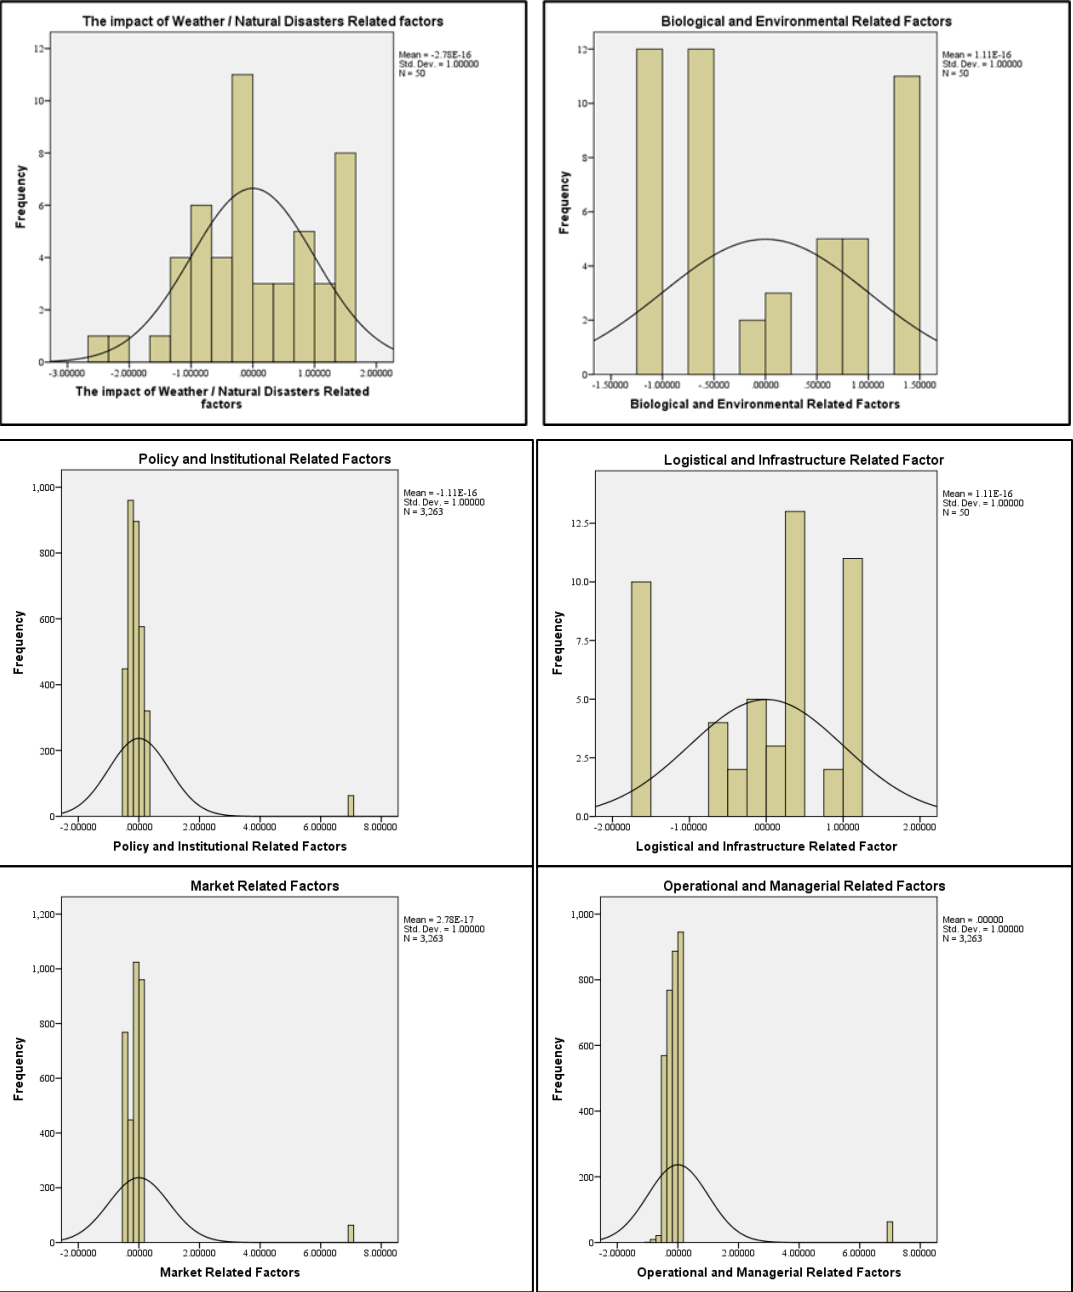 The impact of Weather / Natural Disasters Related factors
Mean = -2.78E-16
Std. Dev. = 1.00000
N = 50
12
10
8
6
4
2
0
Frequency
-3.00000 -2.00000 -1.00000 .00000 1.00000 2.00000
The impact of Weather / Natural Disasters Related
factors
Biological and Environmental Related Factors
Mean = 1.11E-16
Std. Dev. = 1.00000
N = 50
12
10
8
6
4
2
0
Frequency
-1.50000 -1.00000 -.50000 .00000 .50000 1.00000 1.50000
Biological and Environmental Related Factors
Policy and Institutional Related Factors
Mean = -1.11E-16
Std. Dev. = 1.00000
N = 3,263
1,000
800
600
400
200
0
Frequency
-2.00000 .00000 2.00000 4.00000 6.00000 8.00000
Policy and Institutional Related Factors
Logistical and Infrastructure Related Factor
Mean = 1.11E-16
Std. Dev. = 1.00000
N = 50
12.5
10.0
7.5
5.0
2.5
0.0
Frequency
-2.00000 -1.00000 .00000 1.00000 2.00000
Logistical and Infrastructure Related Factor
Market Related Factors
Mean = 2.78E-17
Std. Dev. = 1.00000
N = 3,263
1,200
1,000
800
600
400
200
0
Frequency
-2.00000 .00000 2.00000 4.00000 6.00000 8.00000
Market Related Factors
Operational and Managerial Related Factors
Mean = .00000
Std. Dev. = 1.00000
N = 3,263
1,000
800
600
400
200
0
Frequency
-2.00000 .00000 2.00000 4.00000 6.00000 8.00000
Operational and Managerial Related Factors